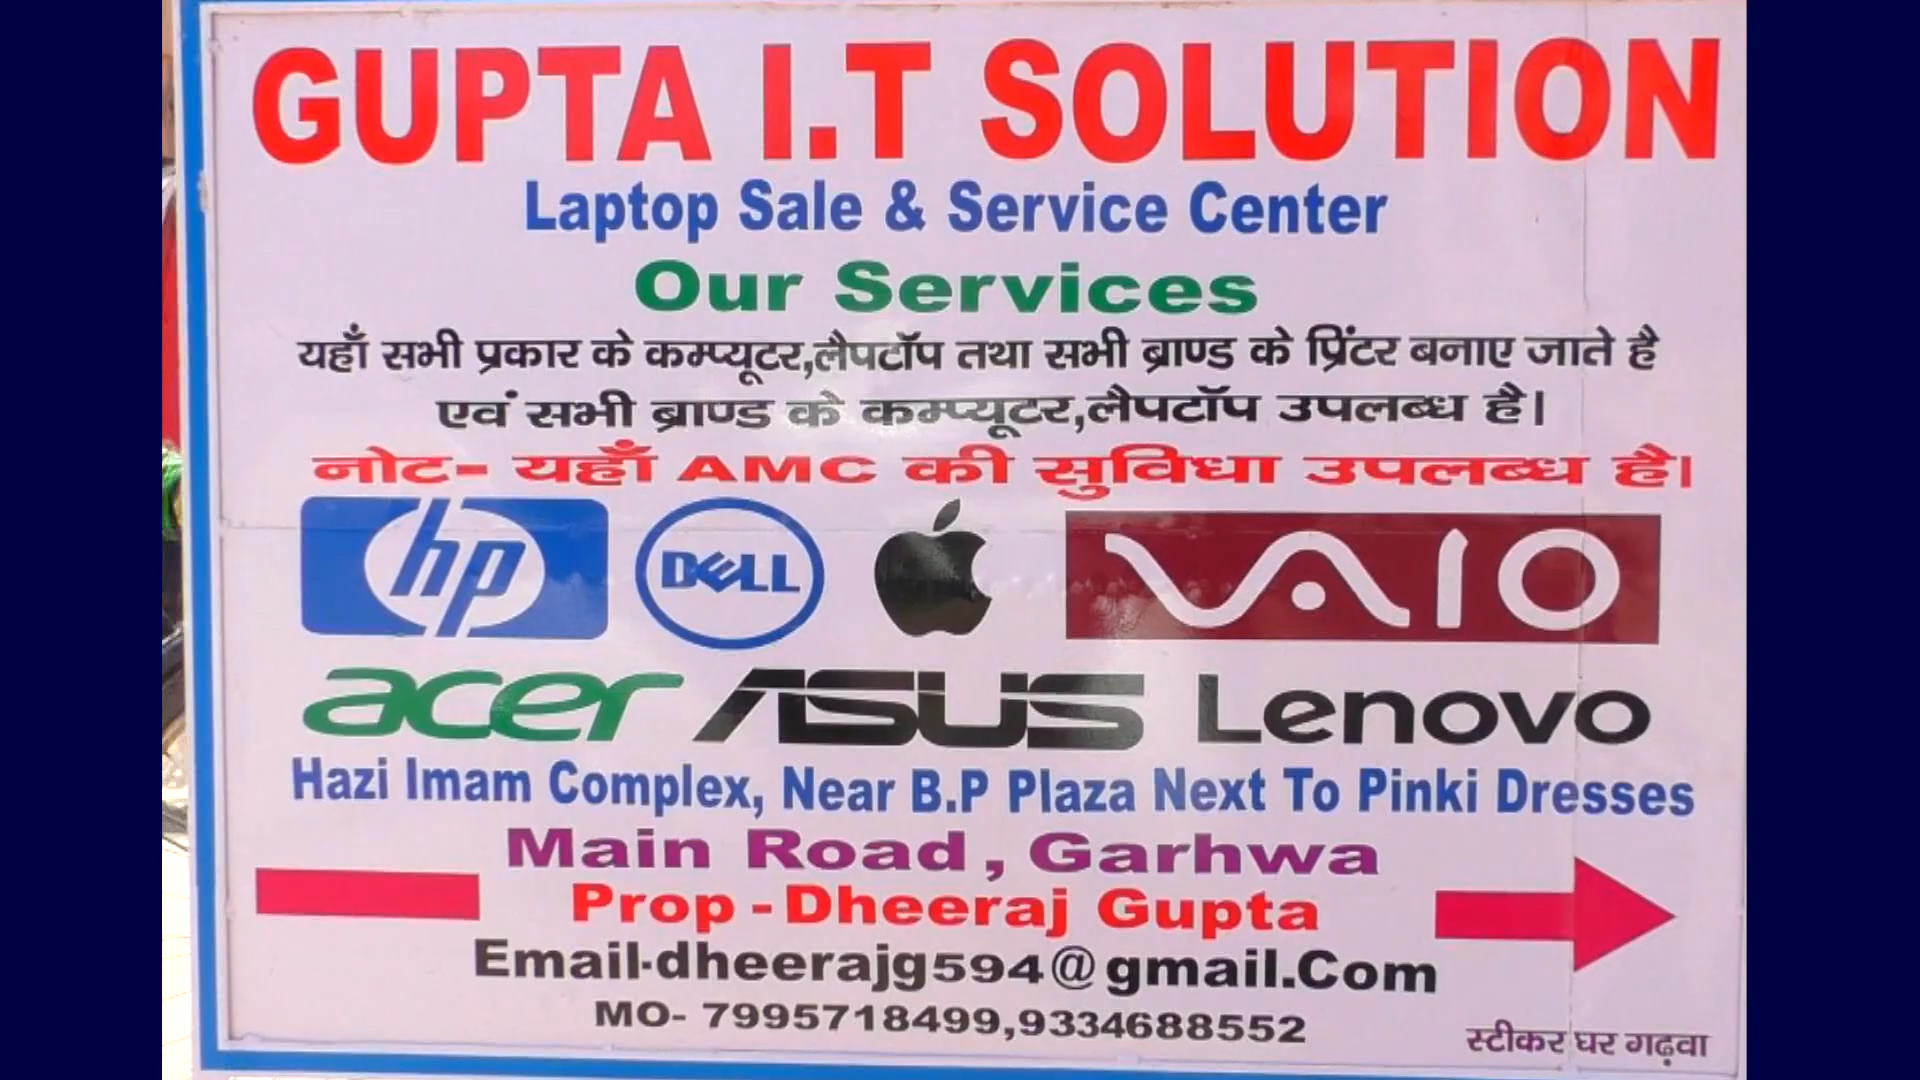 GUPTA I.T SOLUTION
Laptop Sale & Service Center
Our Services
यहाँ सभी प्रकार के कम्प्यूटर,लैपटॉप तथा सभी ब्राण्ड के प्रिंटर बनाए जाते है
एवं सभी ब्राण्ड के कम्प्यूटर,लैपटॉप उपलब्ध है।
नोट- यहाँ AMC की सुविधा उपलब्ध है।
hp DELL VAIO
acer ASUS Lenovo
Hazi Imam Complex, Near B.P Plaza Next To Pinki Dresses
Main Road, Garhwa
Prop - Dheeraj Gupta
Email-dheerajg594@gmail.Com
MO- 7995718499,9334688552
स्टीकर घर गढ़वा